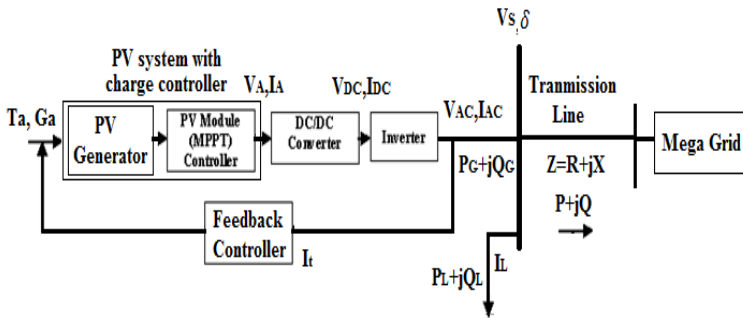 Vs,δ
PV system with
charge controller
VA,IA
VDC,IDC
VAC,IAC
Tranmission
Line
Ta, Ga
PV
Generator
PV Module
(MPPT)
Controller
DC/DC
Converter
Inverter
Mega Grid
PG+jQG
Z=R+jX
P+jQ
Feedback
Controller
It
PL+jQL
IL